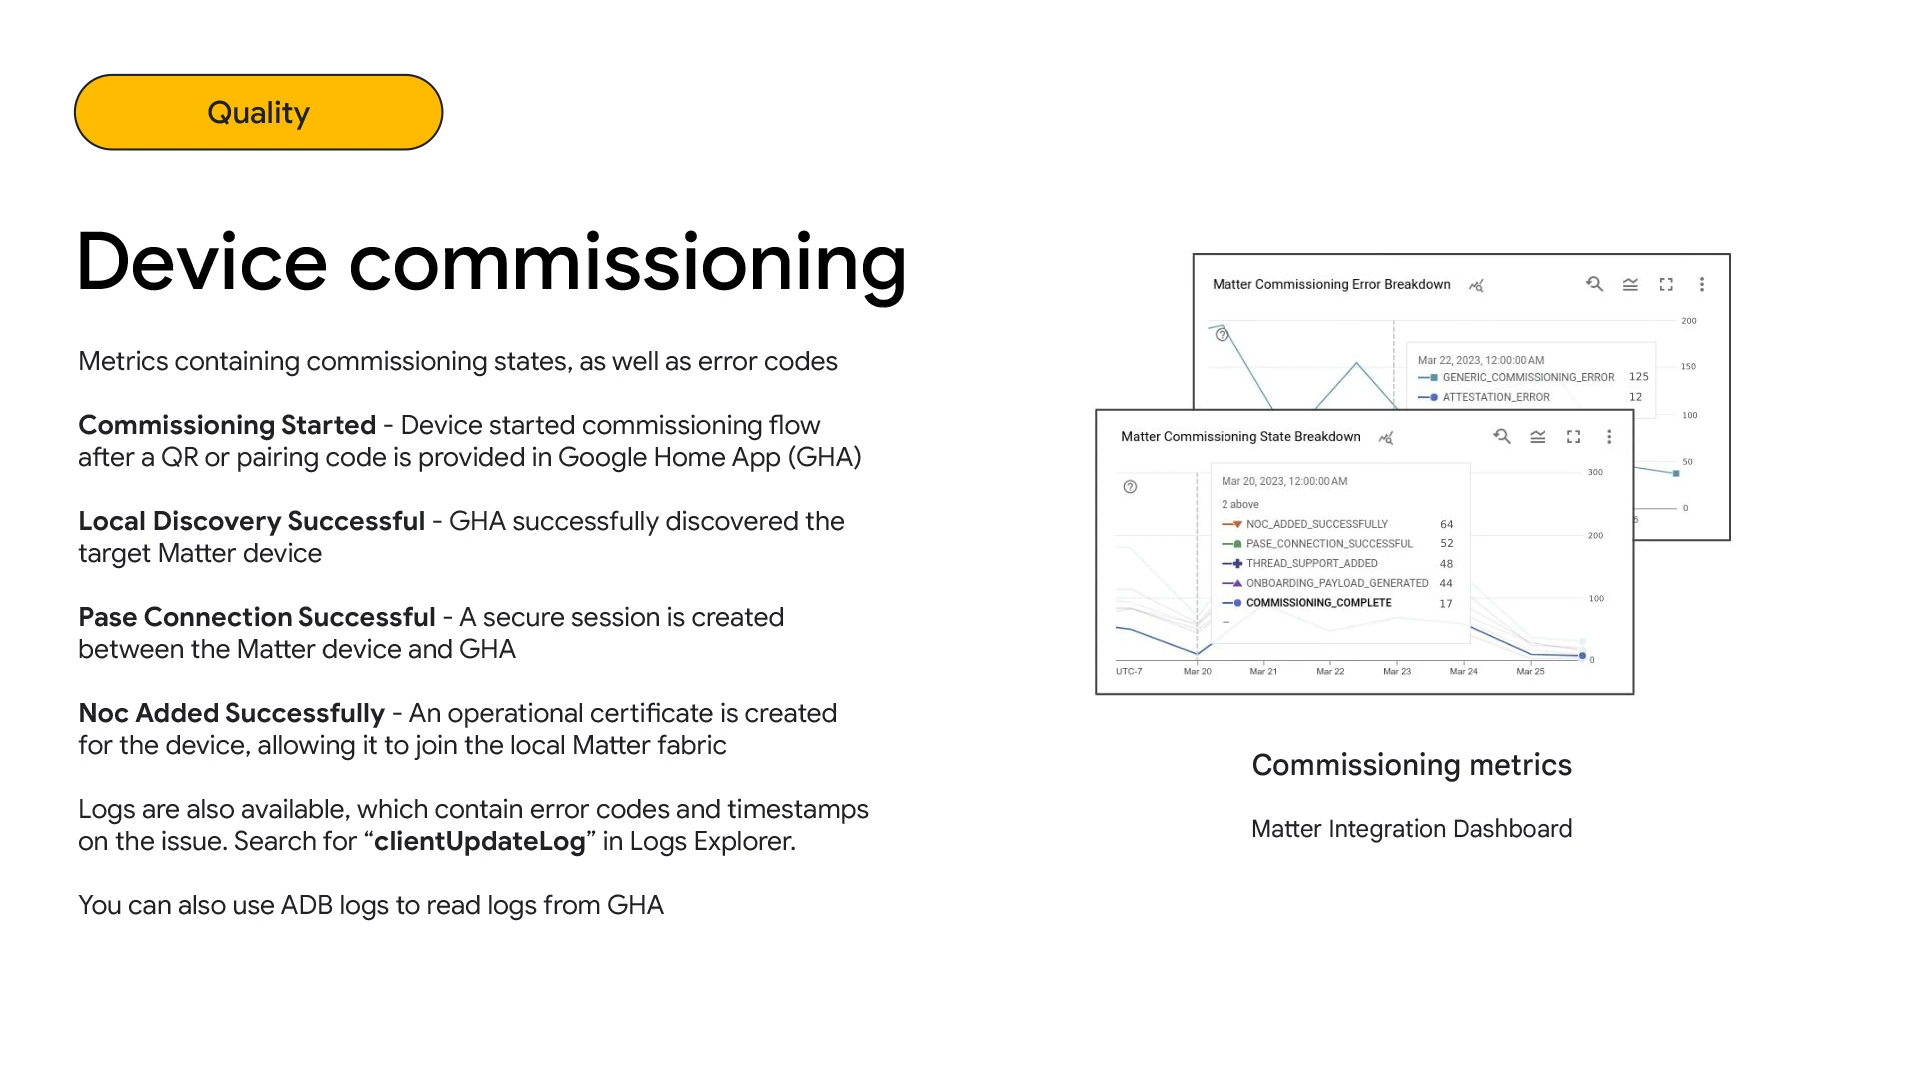 Quality
Device commissioning
Metrics containing commissioning states, as well as error codes
Commissioning Started - Device started commissioning flow
after a QR or pairing code is provided in Google Home App (GHA)
Local Discovery Successful - GHA successfully discovered the
target Matter device
Pase Connection Successful - A secure session is created
between the Matter device and GHA
Noc Added Successfully - An operational certificate is created
for the device, allowing it to join the local Matter fabric
Logs are also available, which contain error codes and timestamps
on the issue. Search for “clientUpdateLog” in Logs Explorer.
You can also use ADB logs to read logs from GHA
Matter Commissioning Error Breakdown
200
Mar 22, 2023, 12:00:00 AM
150
GENERIC_COMMISSIONING_ERROR 125
ATTESTATION_ERROR 12
100
50
0
Matter Commissioning State Breakdown
300
Mar 20, 2023, 12:00:00 AM
2 above
NOC_ADDED_SUCCESSFULLY 64
200
PASE_CONNECTION_SUCCESSFUL 52
THREAD_SUPPORT_ADDED 48
ONBOARDING_PAYLOAD_GENERATED 44
100
COMMISSIONING_COMPLETE 17
0
UTC-7 Mar 20 Mar 21 Mar 22 Mar 23 Mar 24 Mar 25
Commissioning metrics
Matter Integration Dashboard